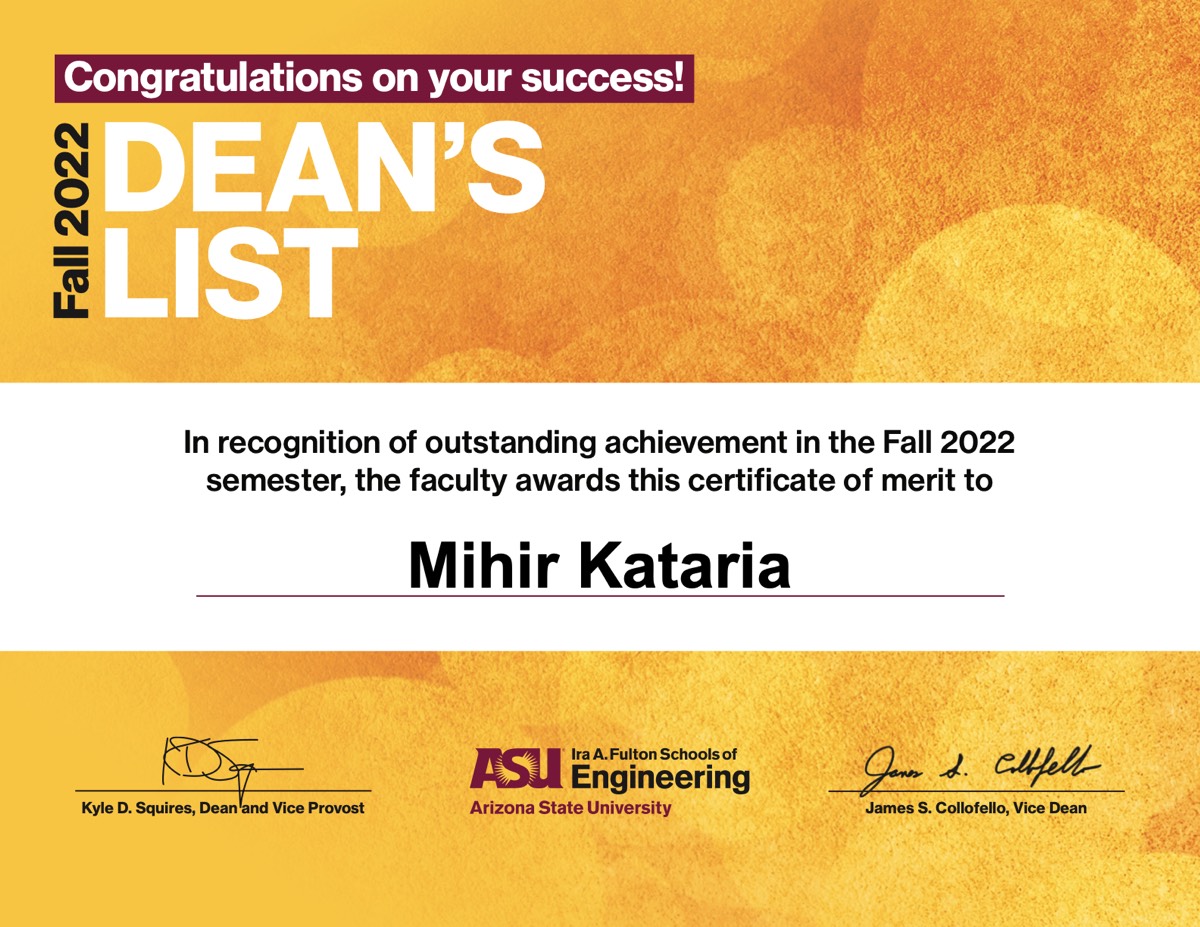 Congratulations on your success!
Fall 2022
DEAN'S
LIST
In recognition of outstanding achievement in the Fall 2022
semester, the faculty awards this certificate of merit to
Mihir Kataria
Kyle D. Squires, Dean and Vice Provost
ASU
Ira A. Fulton Schools of
Engineering
Arizona State University
James S. Collofello
James S. Collofello, Vice Dean